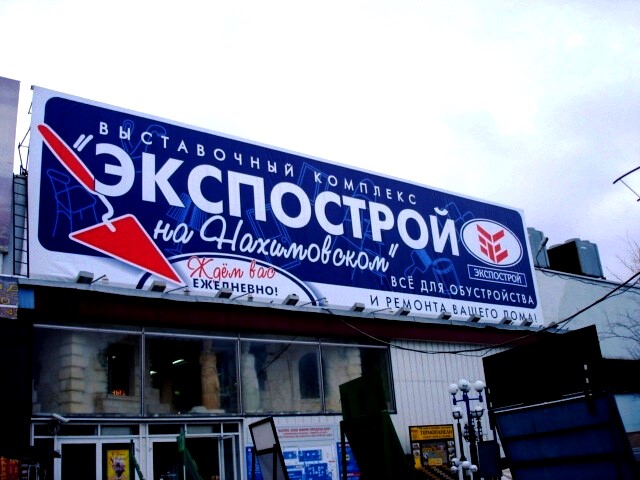 ВЫСТАВОЧНЫЙ КОМПЛЕКС
"ЭКСПОСТРОЙ
на Нахимовском"
ЭКСПОСТРОЙ
Ждём вас
ЕЖЕДНЕВНО!
ВСЁ ДЛЯ ОБУСТРОЙСТВА
И РЕМОНТА ВАШЕГО ДОМА!